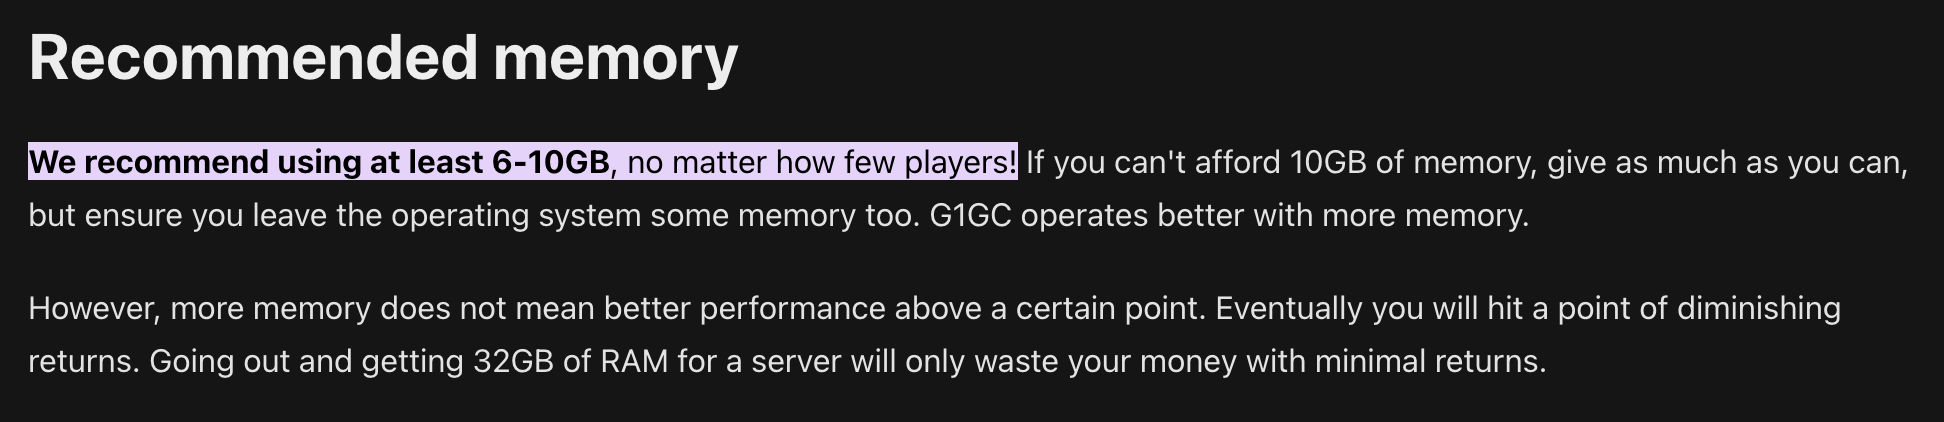 Recommended memory
We recommend using at least 6-10GB, no matter how few players! If you can't afford 10GB of memory, give as much as you can,
but ensure you leave the operating system some memory too. G1GC operates better with more memory.
However, more memory does not mean better performance above a certain point. Eventually you will hit a point of diminishing
returns. Going out and getting 32GB of RAM for a server will only waste your money with minimal returns.